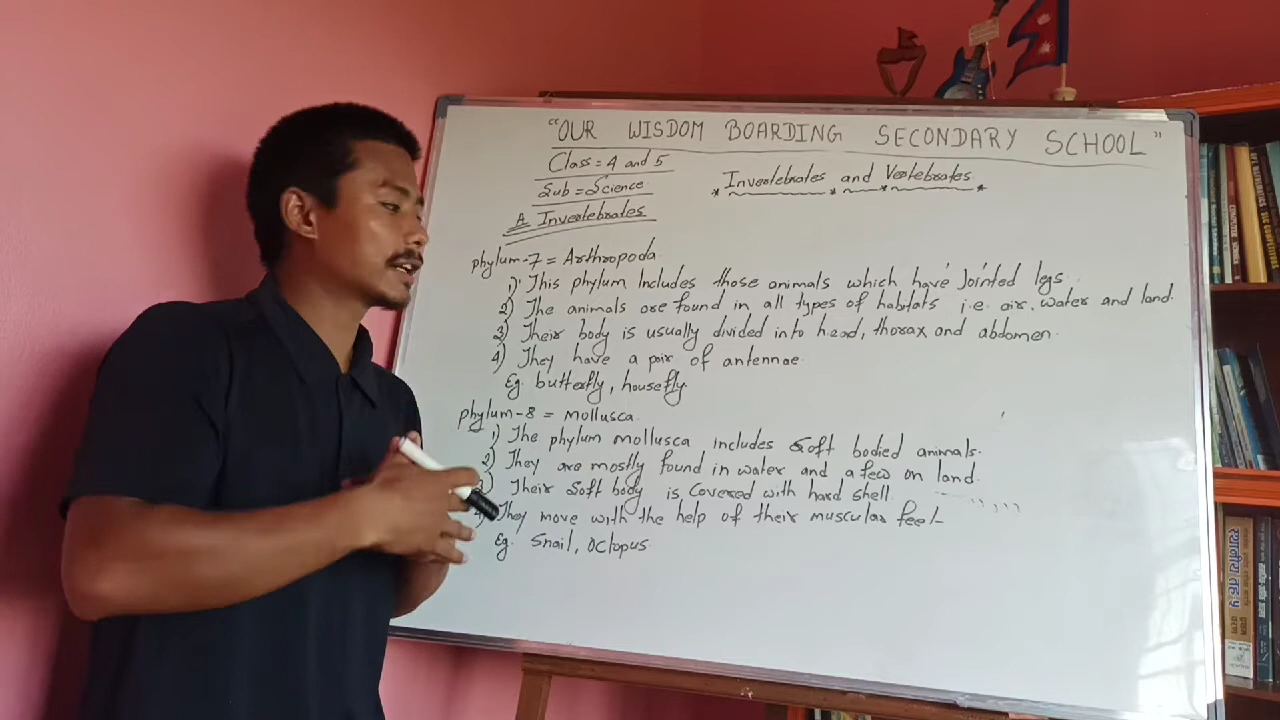 "OUR WISDOM BOARDING SECONDARY SCHOOL"
Class = 4 and 5
Sub = Science
* Invertebrates and Vertebrates *
A. Invertebrates
phylum-7 = Arthropoda
1) This phylum Includes those animals which have Jointed legs.
2) The animals are found in all types of habitats i.e. air, water and land.
3) Their body is usually divided into head, thorax and abdomen.
4) They have a pair of antennae
Eg. butterfly, housefly
phylum-8 = Mollusca
1) The phylum mollusca includes Soft bodied animals.
2) They are mostly found in water and a few on land.
3) Their Soft body is Covered with hard shell.
They move with the help of their muscular feet
Eg. Snail, Octopus.